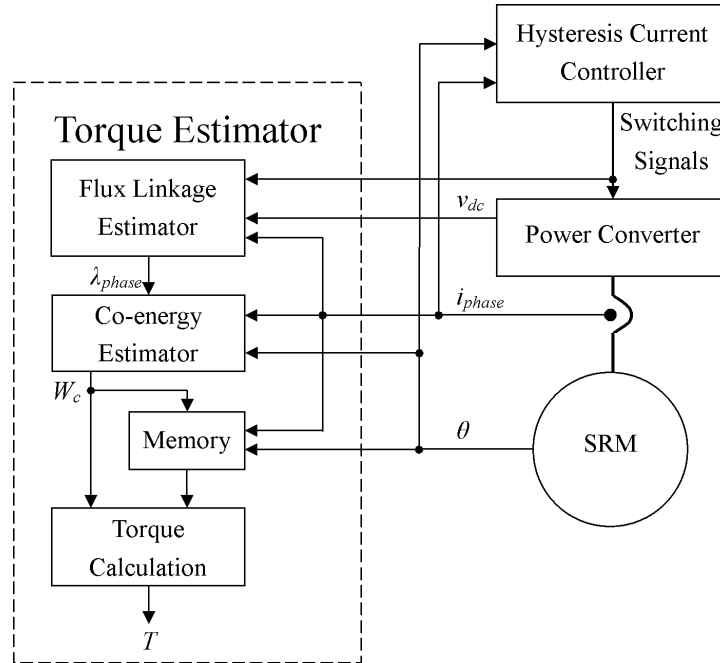 Hysteresis Current
Controller
Switching
Signals
Torque Estimator
Flux Linkage
Estimator
v_dc
Power Converter
λ_phase
i_phase
Co-energy
Estimator
W_c
Memory
θ
SRM
Torque
Calculation
T